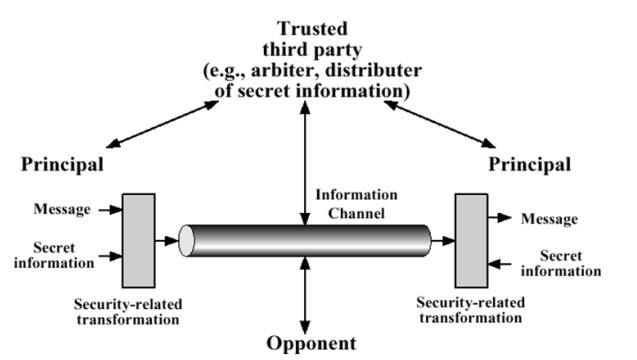 Trusted
third party
(e.g., arbiter, distributer
of secret information)
Principal
Principal
Message
Secret
information
Security-related
transformation
Information
Channel
Message
Secret
information
Security-related
transformation
Opponent